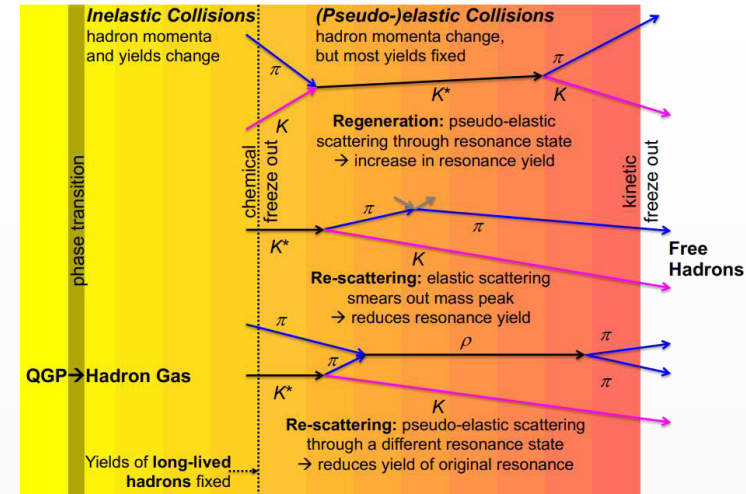 Inelastic Collisions
hadron momenta
and yields change
(Pseudo-)elastic Collisions
hadron momenta change,
but most yields fixed
π
K
K*
π
K
Regeneration: pseudo-elastic
scattering through resonance state
→ increase in resonance yield
phase transition
chemical
freeze out
kinetic
freeze out
K*
π
π
K
Free
Hadrons
Re-scattering: elastic scattering
smears out mass peak
→ reduces resonance yield
π
π
ρ
π
π
QGP→Hadron Gas
K*
K
Re-scattering: pseudo-elastic scattering
through a different resonance state
→ reduces yield of original resonance
Yields of long-lived
hadrons fixed